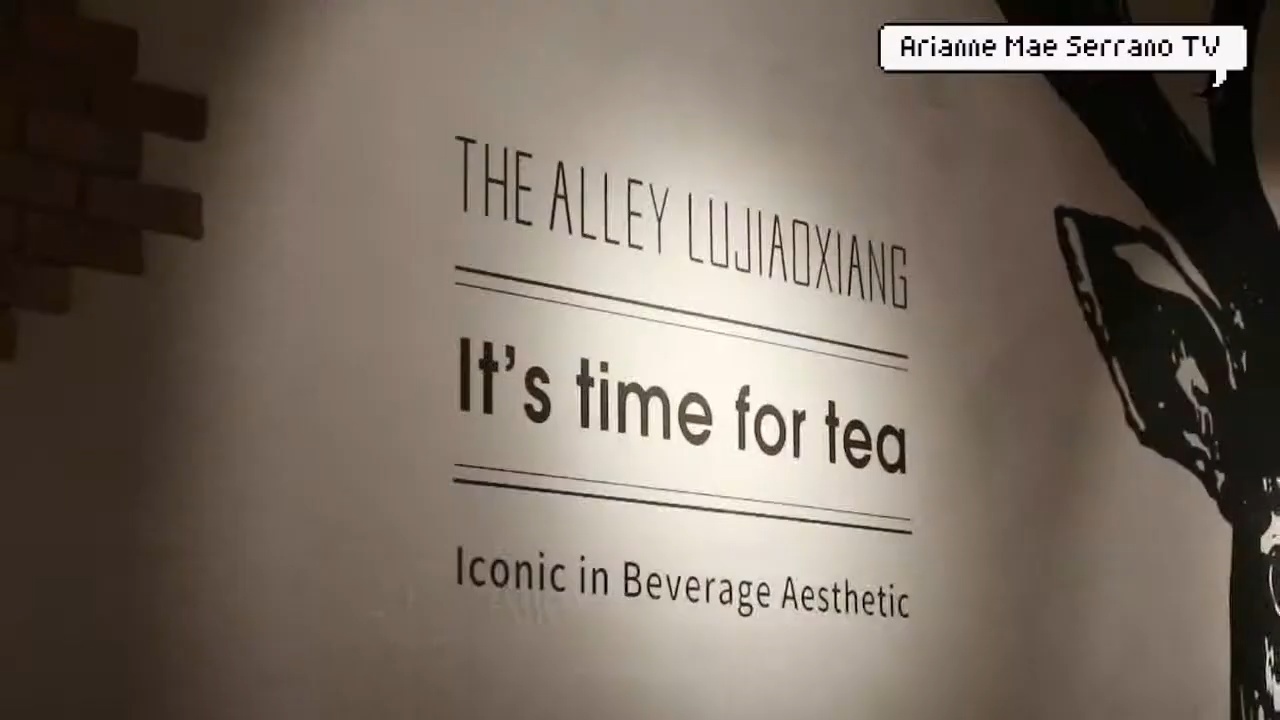 Arianne Mae Serrano TV
THE ALLEY LUJIAOXIANG
It's time for tea
Iconic in Beverage Aesthetic